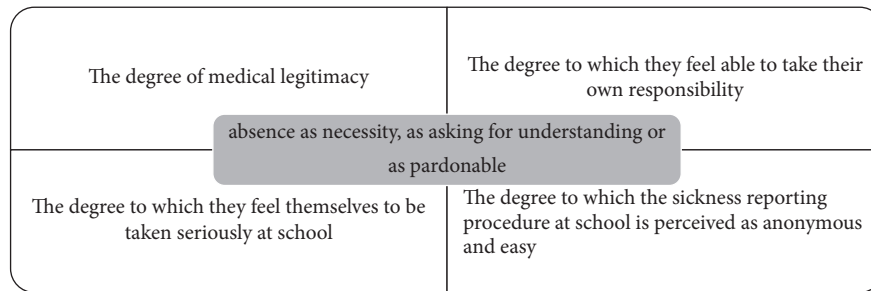 The degree of medical legitimacy
The degree to which they feel able to take their
own responsibility
absence as necessity, as asking for understanding or
as pardonable
The degree to which they feel themselves to be
taken seriously at school
The degree to which the sickness reporting
procedure at school is perceived as anonymous
and easy